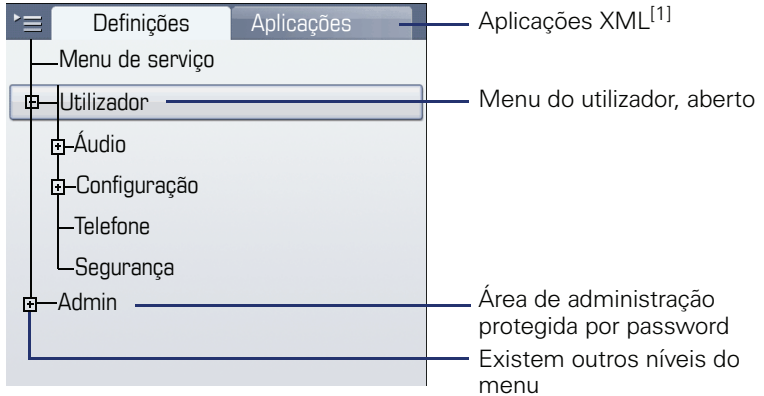 Definições Aplicações Aplicações XML[1]
Menu de serviço
Utilizador Menu do utilizador, aberto
Áudio
Configuração
Telefone
Segurança
Admin Área de administração
protegida por password
Existem outros níveis do
menu